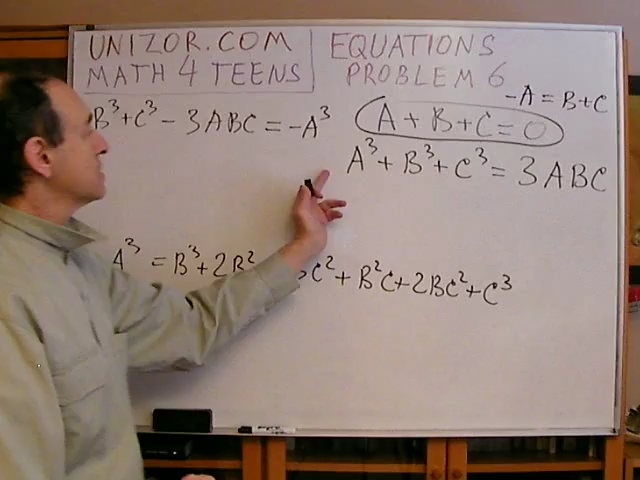 UNIZOR.COM
MATH 4 TEENS
EQUATIONS
PROBLEM 6
-A = B+C
B³+C³ - 3ABC = -A³
A + B + C = 0
A³ + B³ + C³ = 3ABC
A³ = B³ + 2B² C² + B²C + 2BC² + C³